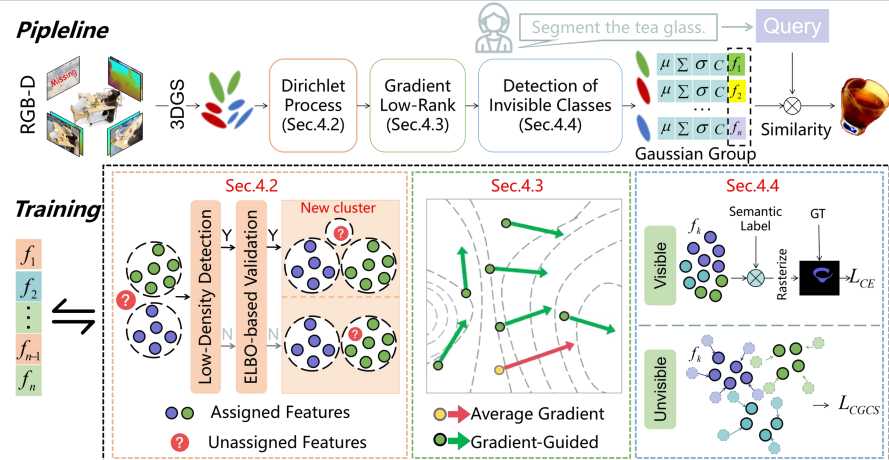 Pipleline
Segment the tea glass.
Query
RGB-D
Missing
3DGS
Dirichlet
Process
(Sec.4.2)
Gradient
Low-Rank
(Sec.4.3)
Detection of
Invisible Classes
(Sec.4.4)
μ Σ σ C f₁
μ Σ σ C f₂
...
μ Σ σ C fₙ
Gaussian Group
Similarity
Training
f₁
f₂
⋮
fₙ₋₁
fₙ
Sec.4.2
?
Low-Density Detection
Y
N
ELBO-based Validation
Y
N
New cluster
?
?
Assigned Features
? Unassigned Features
Sec.4.3
Average Gradient
Gradient-Guided
Sec.4.4
Visible
fₖ
Semantic
Label
Rasterize
GT
L_CE
Unvisible
fₖ
L_CGCS